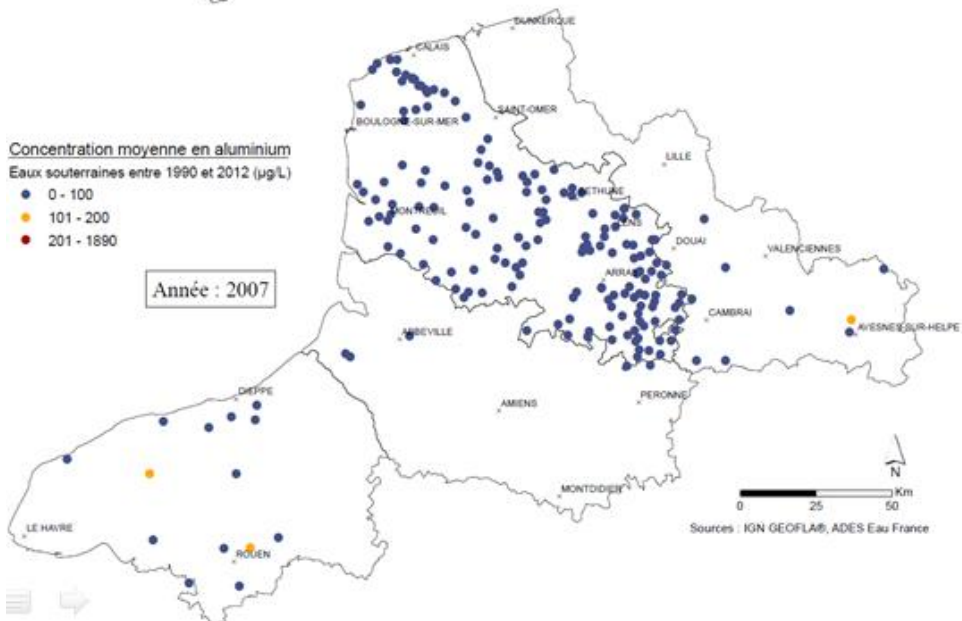 DUNKERQUE
CALAIS
SAINT-OMER
BOULOGNE-SUR-MER
Concentration moyenne en aluminium
Eaux souterraines entre 1990 et 2012 (µg/L)
0 - 100
101 - 200
201 - 1890
LILLE
BETHUNE
MONTREUIL
LENS
DOUAI
VALENCIENNES
Année : 2007
ARRAS
CAMBRAI
AVESNES-SUR-HELPE
ABBEVILLE
DIEPPE
PERONNE
AMIENS
N
MONTDIDIER
Km
0 25 50
LE HAVRE
Sources : IGN GEOFLA®, ADES Eau France
ROUEN